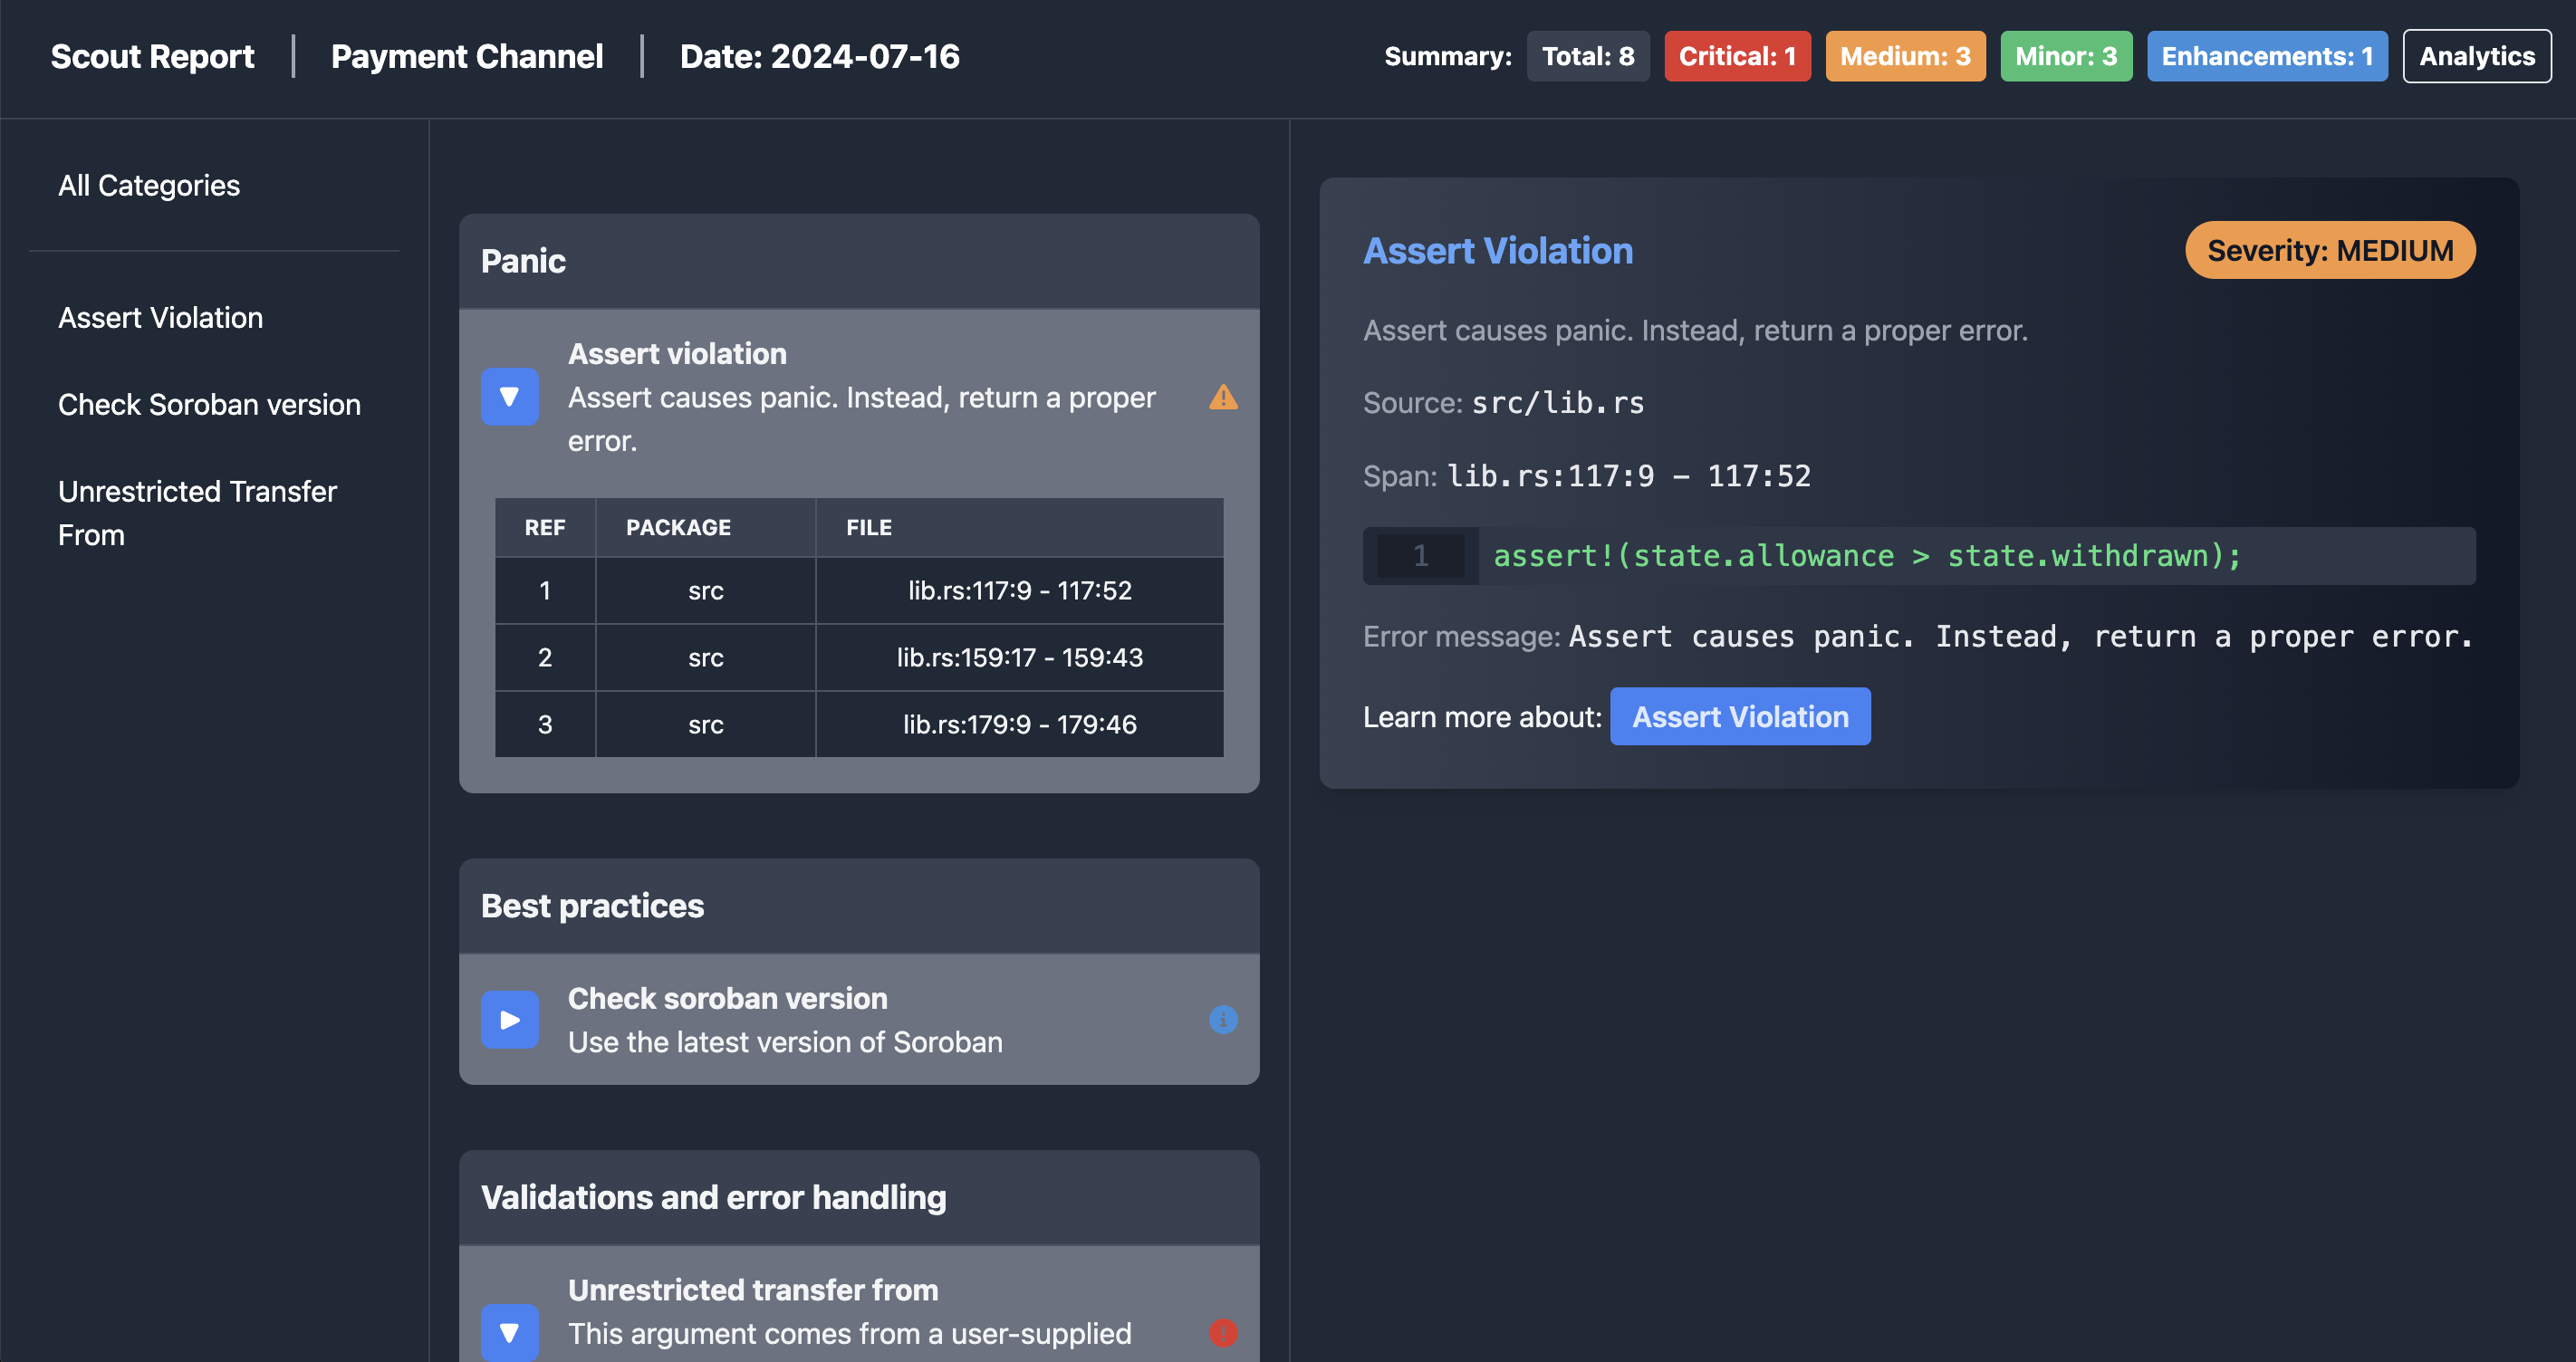 Scout Report
Payment Channel
Date: 2024-07-16
Summary:
Total: 8
Critical: 1
Medium: 3
Minor: 3
Enhancements: 1
Analytics
All Categories
Assert Violation
Check Soroban version
Unrestricted Transfer
From
Panic
Assert violation
Assert causes panic. Instead, return a proper
error.
REF PACKAGE FILE
1 src lib.rs:117:9 - 117:52
2 src lib.rs:159:17 - 159:43
3 src lib.rs:179:9 - 179:46
Best practices
Check soroban version
Use the latest version of Soroban
Validations and error handling
Unrestricted transfer from
This argument comes from a user-supplied
Assert Violation
Severity: MEDIUM
Assert causes panic. Instead, return a proper error.
Source: src/lib.rs
Span: lib.rs:117:9 - 117:52
1 assert!(state.allowance > state.withdrawn);
Error message: Assert causes panic. Instead, return a proper error.
Learn more about: Assert Violation